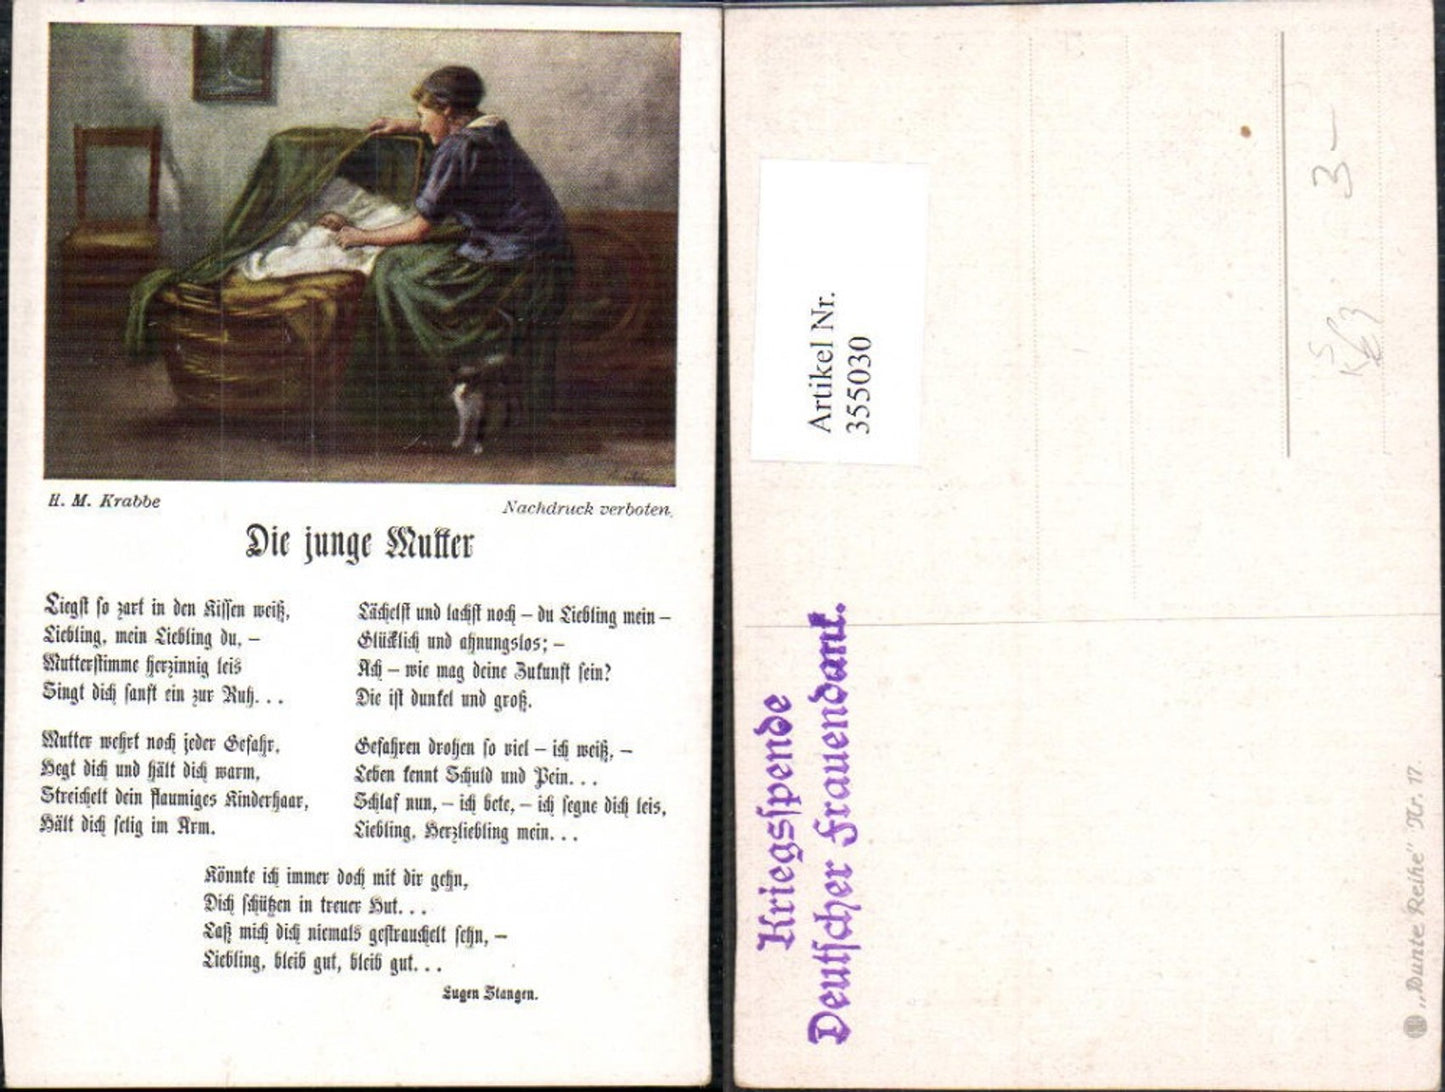 H. M. Krabbe
Nachdruck verboten.
Die junge Mutter
Liegst so zart in den Kissen weiß,
Liebling, mein Liebling du, –
Mutterstimme herzinnig leis
Singt dich sanft ein zur Ruh. . .
Mutter wehrt noch jeder Gefahr,
Hegt dich und hält dich warm,
Streichelt dein flaumiges Kinderhaar,
Hält dich selig im Arm.
Lächelst und lachst noch – du Liebling mein –
Glücklich und ahnungslos; –
Ach – wie mag deine Zukunft sein?
Die ist dunkel und groß.
Gefahren drohen so viel – ich weiß, –
Leben kennt Schuld und Pein. . .
Schlaf nun, – ich bete, – ich segne dich leis,
Liebling, Herzliebling mein. . .
Könnte ich immer doch mit dir gehn,
Dich schützen in treuer Hut. . .
Laß mich dich niemals gestrauchelt sehn, –
Liebling, bleib gut, bleib gut. . .
Eugen Stangen.
Artikel Nr.
355030
Kriegsspende
Deutscher Frauendank.
3–
„Bunte Reihe" Nr. 17.